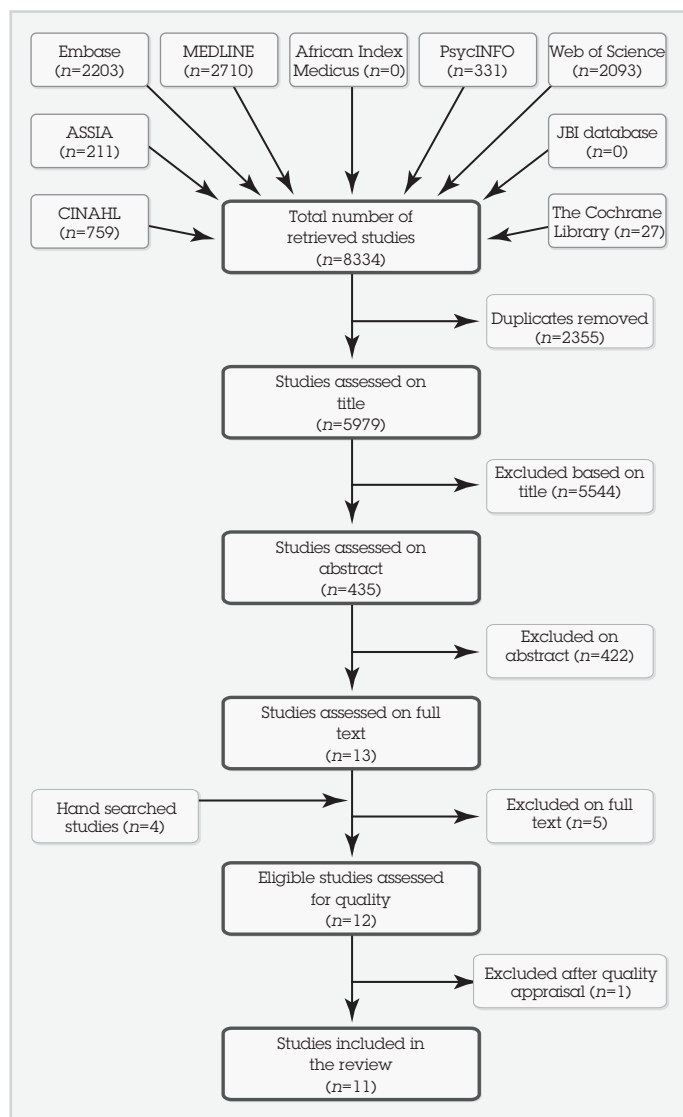 Embase
(n=2203)
MEDLINE
(n=2710)
African Index
Medicus (n=0)
PsycINFO
(n=331)
Web of Science
(n=2093)
ASSIA
(n=211)
JBI database
(n=0)
CINAHL
(n=759)
The Cochrane
Library (n=27)
Total number of
retrieved studies
(n=8334)
Duplicates removed
(n=2355)
Studies assessed on
title
(n=5979)
Excluded based on
title (n=5544)
Studies assessed on
abstract
(n=435)
Excluded on
abstract (n=422)
Studies assessed on full
text
(n=13)
Hand searched
studies (n=4)
Excluded on full
text (n=5)
Eligible studies assessed
for quality
(n=12)
Excluded after quality
appraisal (n=1)
Studies included in
the review
(n=11)